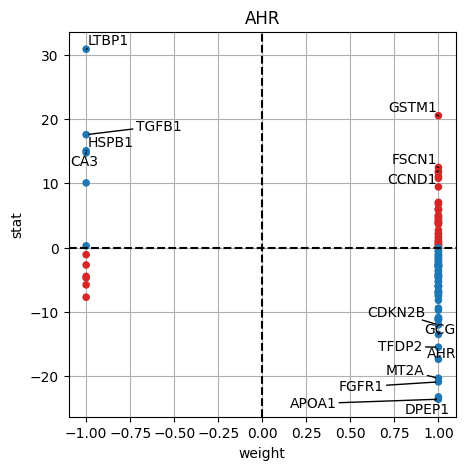 AHR
LTBP1
TGFB1
HSPB1
CA3
GSTM1
FSCN1
CCND1
CDKN2B
GCG
TFDP2
AHR
MT2A
FGFR1
APOA1
DPEP1
30
20
10
0
−10
−20
stat
−1.00 −0.75 −0.50 −0.25 0.00 0.25 0.50 0.75 1.00
weight